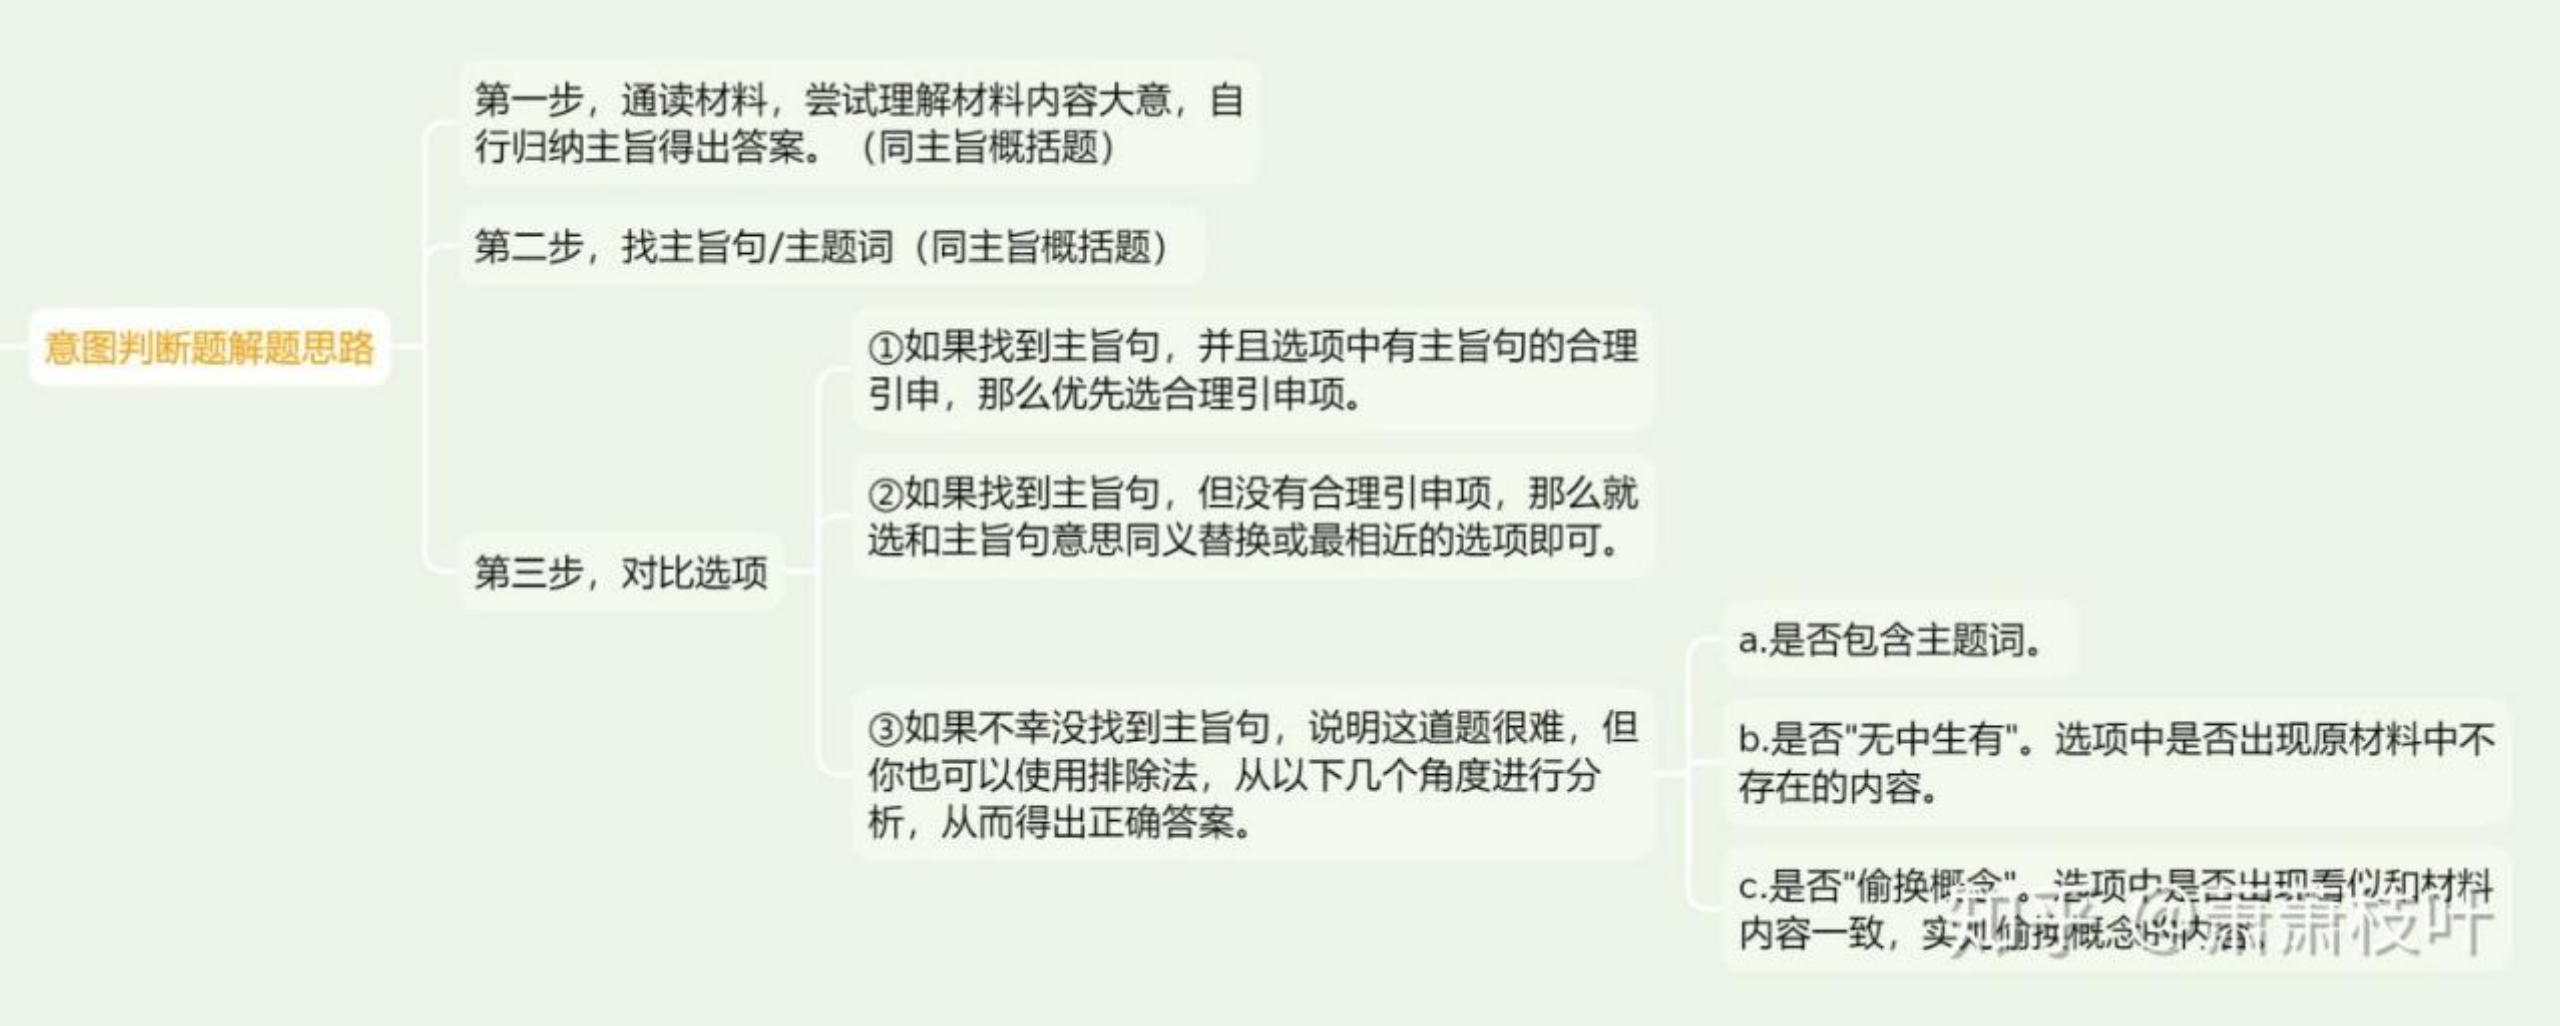 第一步，通读材料，尝试理解材料内容大意，自
行归纳主旨得出答案。（同主旨概括题）
第二步，找主旨句/主题词（同主旨概括题）
意图判断题解题思路
第三步，对比选项
①如果找到主旨句，并且选项中有主旨句的合理
引申，那么优先选合理引申项。
②如果找到主旨句，但没有合理引申项，那么就
选和主旨句意思同义替换或最相近的选项即可。
③如果不幸没找到主旨句，说明这道题很难，但
你也可以使用排除法，从以下几个角度进行分
析，从而得出正确答案。
a.是否包含主题词。
b.是否"无中生有"。选项中是否出现原材料中不
存在的内容。
c.是否"偷换概念"。选项中是否出现看似和材料
内容一致，实则偷换概念的内容。
知乎 @萧萧枝叶